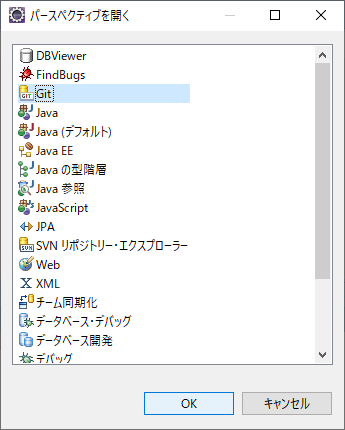 パースペクティブを開く
DBViewer
FindBugs
GIT Git
Java
Java (デフォルト)
Java EE
Java の型階層
Java 参照
JavaScript
JPA
SVN SVN リポジトリー・エクスプローラー
Web
X XML
チーム同期化
データベース・デバッグ
データベース開発
デバッグ
OK
キャンセル